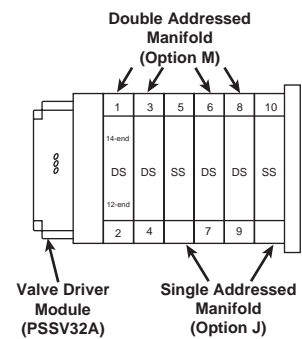 Double Addressed
Manifold
(Option M)
1 3 5 6 8 10
14-end
DS DS SS DS DS SS
12-end
2 4 7 9
Valve Driver
Module
(PSSV32A)
Single Addressed
Manifold
(Option J)